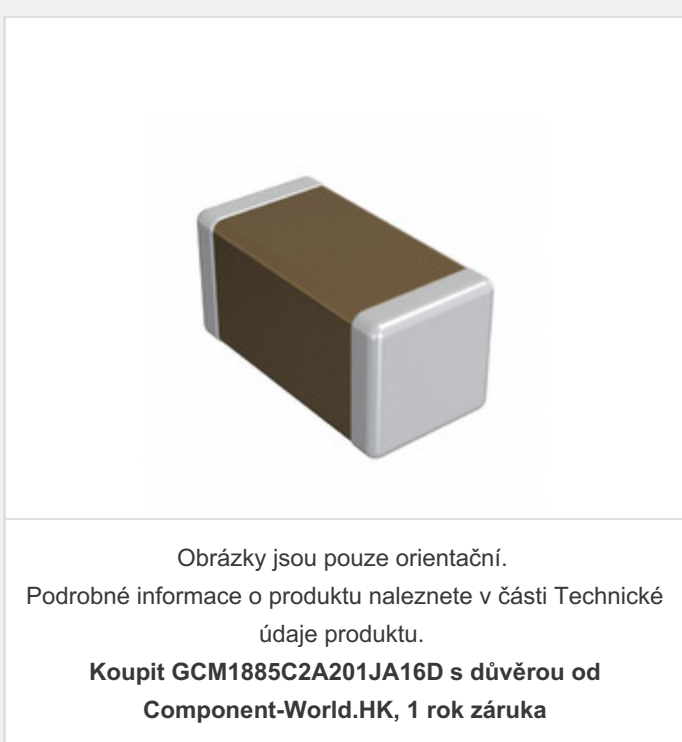 Obrázky jsou pouze orientační.
Podrobné informace o produktu naleznete v části Technické
údaje produktu.
Koupit GCM1885C2A201JA16D s důvěrou od
Component-World.HK, 1 rok záruka